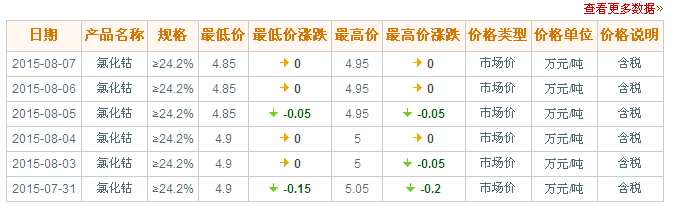 查看更多数据»
日期 产品名称 规格 最低价 最低价涨跌 最高价 最高价涨跌 价格类型 价格单位 价格说明
2015-08-07 氯化钴 ≥24.2% 4.85 → 0 4.95 → 0 市场价 万元/吨 含税
2015-08-06 氯化钴 ≥24.2% 4.85 → 0 4.95 → 0 市场价 万元/吨 含税
2015-08-05 氯化钴 ≥24.2% 4.85 ↓ -0.05 4.95 ↓ -0.05 市场价 万元/吨 含税
2015-08-04 氯化钴 ≥24.2% 4.9 → 0 5 → 0 市场价 万元/吨 含税
2015-08-03 氯化钴 ≥24.2% 4.9 → 0 5 ↓ -0.05 市场价 万元/吨 含税
2015-07-31 氯化钴 ≥24.2% 4.9 ↓ -0.15 5.05 ↓ -0.2 市场价 万元/吨 含税